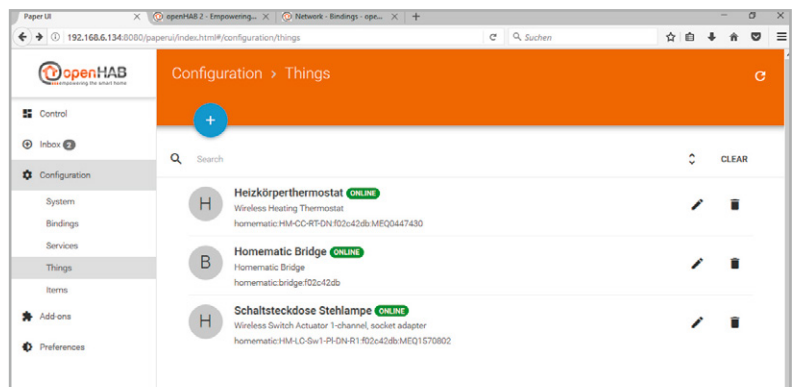 Paper UI
openHAB 2 - Empowering...
Network - Bindings - ope...
192.168.6.134:8080/paperui/index.html#/configuration/things
Suchen
openHAB
empowering the smart home
Configuration > Things
Control
Inbox 2
Search
CLEAR
Configuration
System
Bindings
Services
Things
Items
Add-ons
Preferences
H
Heizkörperthermostat ONLINE
Wireless Heating Thermostat
homematic:HM-CC-RT-DN:f02c42db:MEQ0447430
B
Homematic Bridge ONLINE
Homematic Bridge
homematic:bridge:f02c42db
H
Schaltsteckdose Stehlampe ONLINE
Wireless Switch Actuator 1-channel, socket adapter
homematic:HM-LC-Sw1-Pl-DN-R1:f02c42db:MEQ1570802